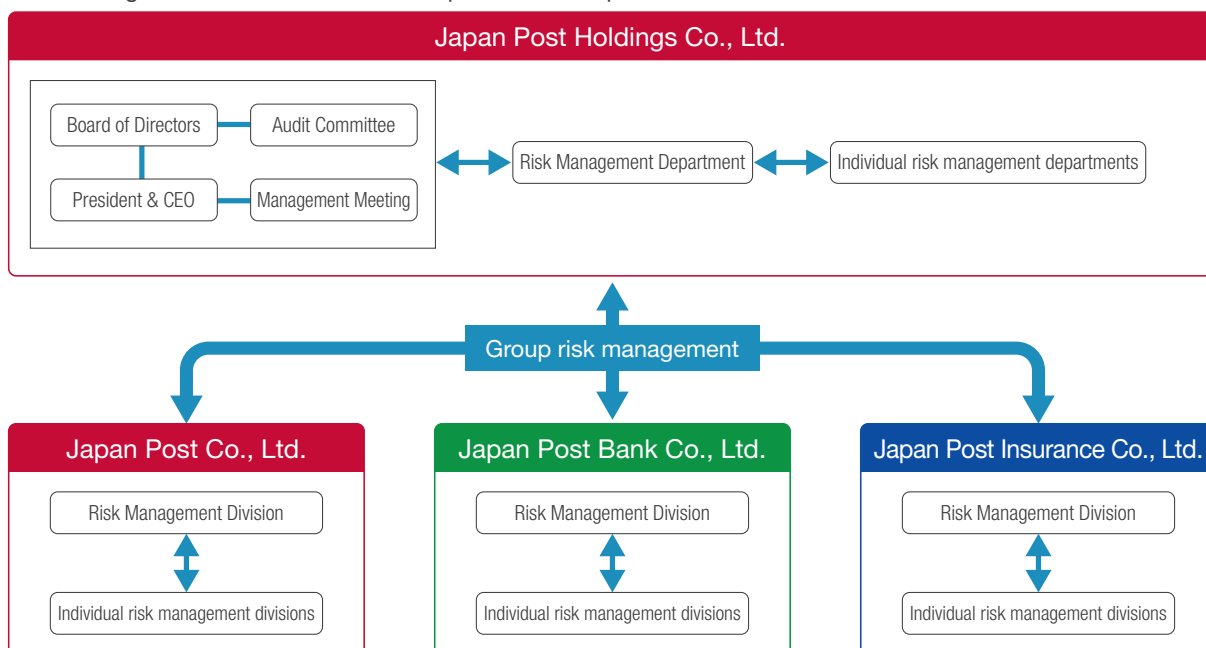 Japan Post Holdings Co., Ltd.
Board of Directors
Audit Committee
President & CEO
Management Meeting
Risk Management Department
Individual risk management departments
Group risk management
Japan Post Co., Ltd.
Risk Management Division
Individual risk management divisions
Japan Post Bank Co., Ltd.
Risk Management Division
Individual risk management divisions
Japan Post Insurance Co., Ltd.
Risk Management Division
Individual risk management divisions